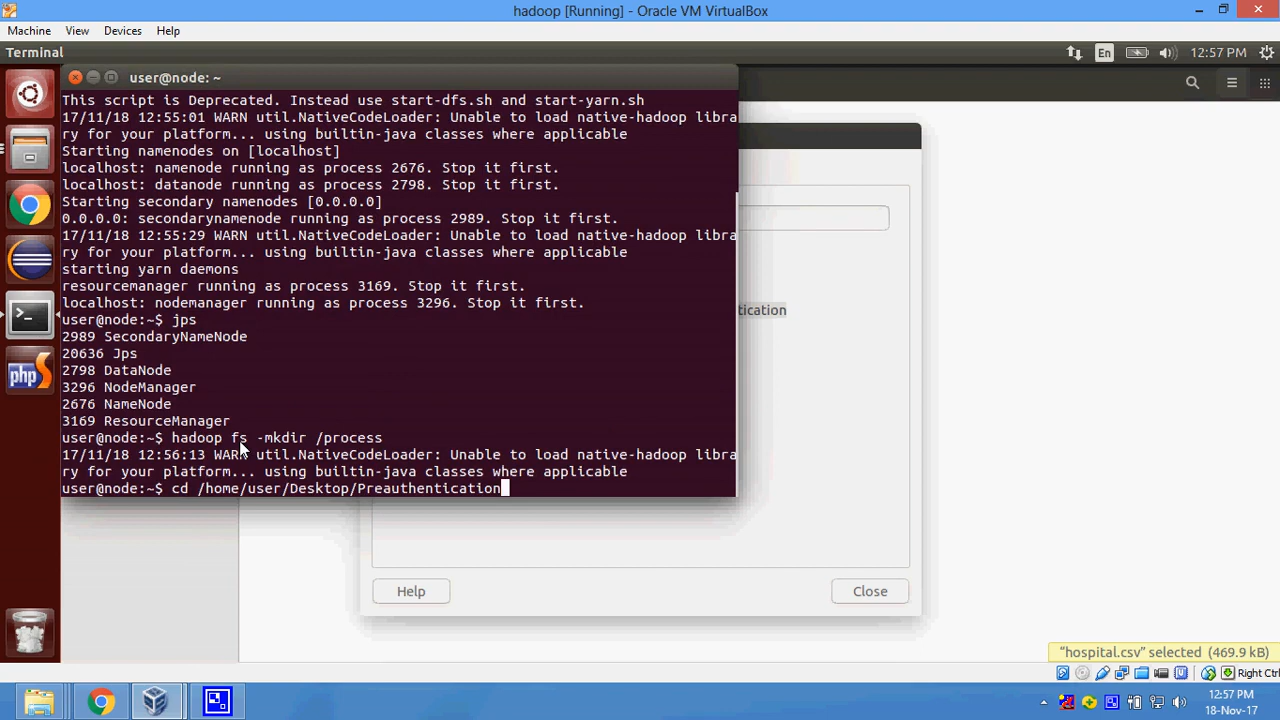 hadoop [Running] - Oracle VM VirtualBox
Machine View Devices Help
Terminal
En
12:57 PM
user@node: ~
This script is Deprecated. Instead use start-dfs.sh and start-yarn.sh
17/11/18 12:55:01 WARN util.NativeCodeLoader: Unable to load native-hadoop libra
ry for your platform... using builtin-java classes where applicable
Starting namenodes on [localhost]
localhost: namenode running as process 2676. Stop it first.
localhost: datanode running as process 2798. Stop it first.
Starting secondary namenodes [0.0.0.0]
0.0.0.0: secondarynamenode running as process 2989. Stop it first.
17/11/18 12:55:29 WARN util.NativeCodeLoader: Unable to load native-hadoop libra
ry for your platform... using builtin-java classes where applicable
starting yarn daemons
resourcemanager running as process 3169. Stop it first.
localhost: nodemanager running as process 3296. Stop it first.
user@node:~$ jps
2989 SecondaryNameNode
20636 Jps
2798 DataNode
3296 NodeManager
2676 NameNode
3169 ResourceManager
user@node:~$ hadoop fs -mkdir /process
17/11/18 12:56:13 WARN util.NativeCodeLoader: Unable to load native-hadoop libra
ry for your platform... using builtin-java classes where applicable
user@node:~$ cd /home/user/Desktop/Preauthentication
tication
php
Help
Close
"hospital.csv" selected (469.9 kB)
Right Ctrl
12:57 PM
18-Nov-17